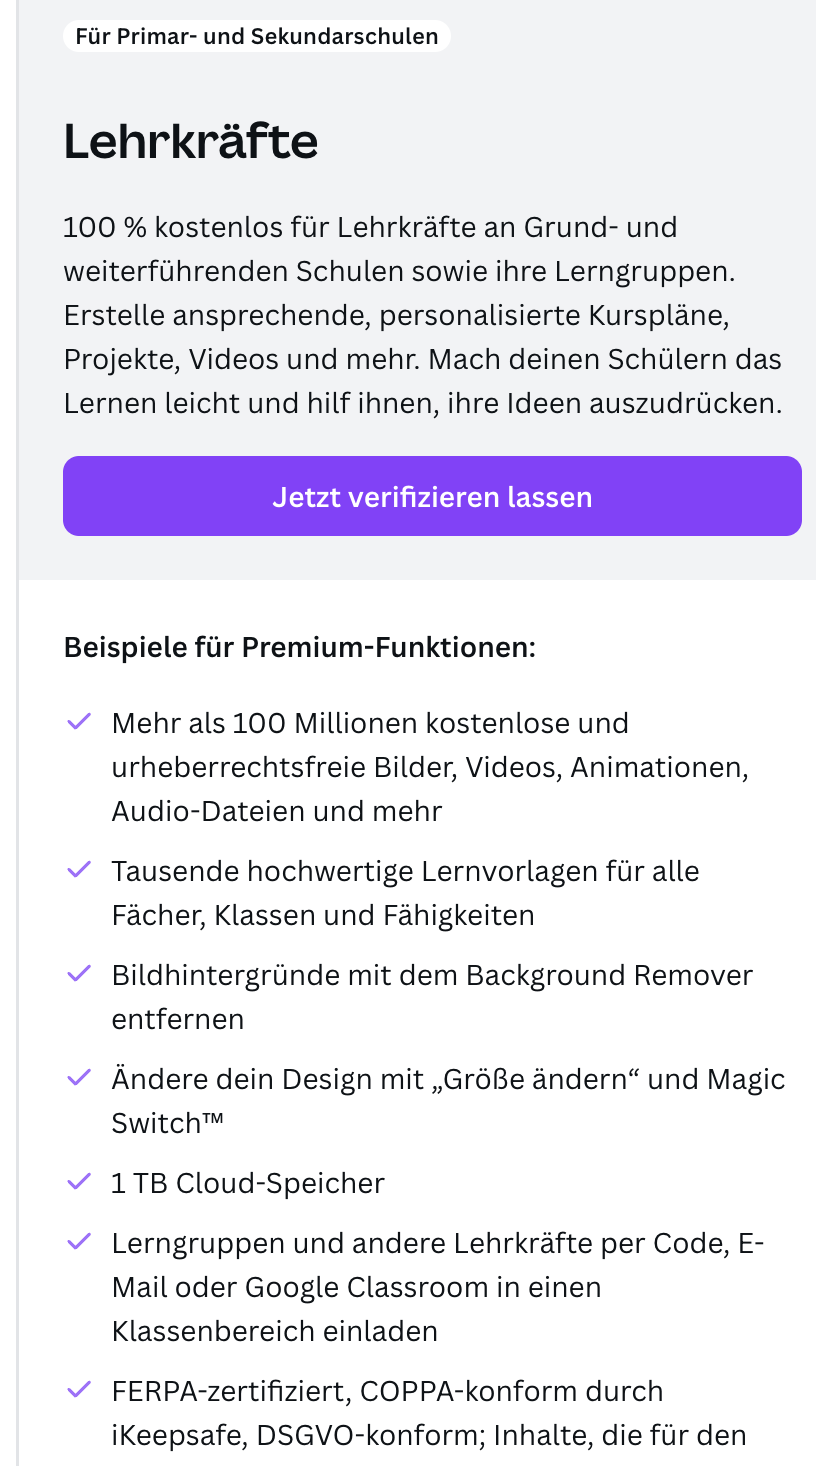 Für Primar- und Sekundarschulen
Lehrkräfte
100 % kostenlos für Lehrkräfte an Grund- und
weiterführenden Schulen sowie ihre Lerngruppen.
Erstelle ansprechende, personalisierte Kurspläne,
Projekte, Videos und mehr. Mach deinen Schülern das
Lernen leicht und hilf ihnen, ihre Ideen auszudrücken.
Jetzt verifizieren lassen
Beispiele für Premium-Funktionen:
Mehr als 100 Millionen kostenlose und
urheberrechtsfreie Bilder, Videos, Animationen,
Audio-Dateien und mehr
Tausende hochwertige Lernvorlagen für alle
Fächer, Klassen und Fähigkeiten
Bildhintergründe mit dem Background Remover
entfernen
Ändere dein Design mit „Größe ändern“ und Magic
Switch™
1 TB Cloud-Speicher
Lerngruppen und andere Lehrkräfte per Code, E-
Mail oder Google Classroom in einen
Klassenbereich einladen
FERPA-zertifiziert, COPPA-konform durch
iKeepsafe, DSGVO-konform; Inhalte, die für den